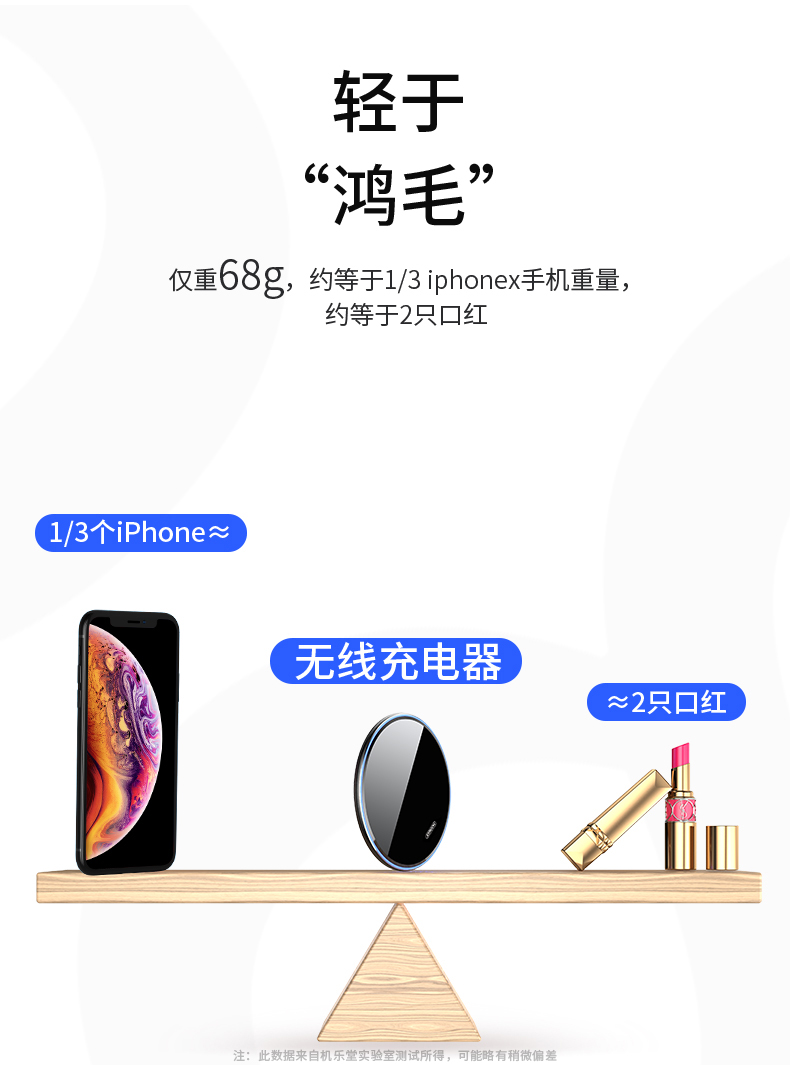 轻于
“鸿毛”
仅重68g，约等于1/3 iphonex手机重量，
约等于2只口红
1/3个iPhone≈
无线充电器
≈2只口红
注：此数据来自机乐堂实验室测试所得，可能略有稍微偏差